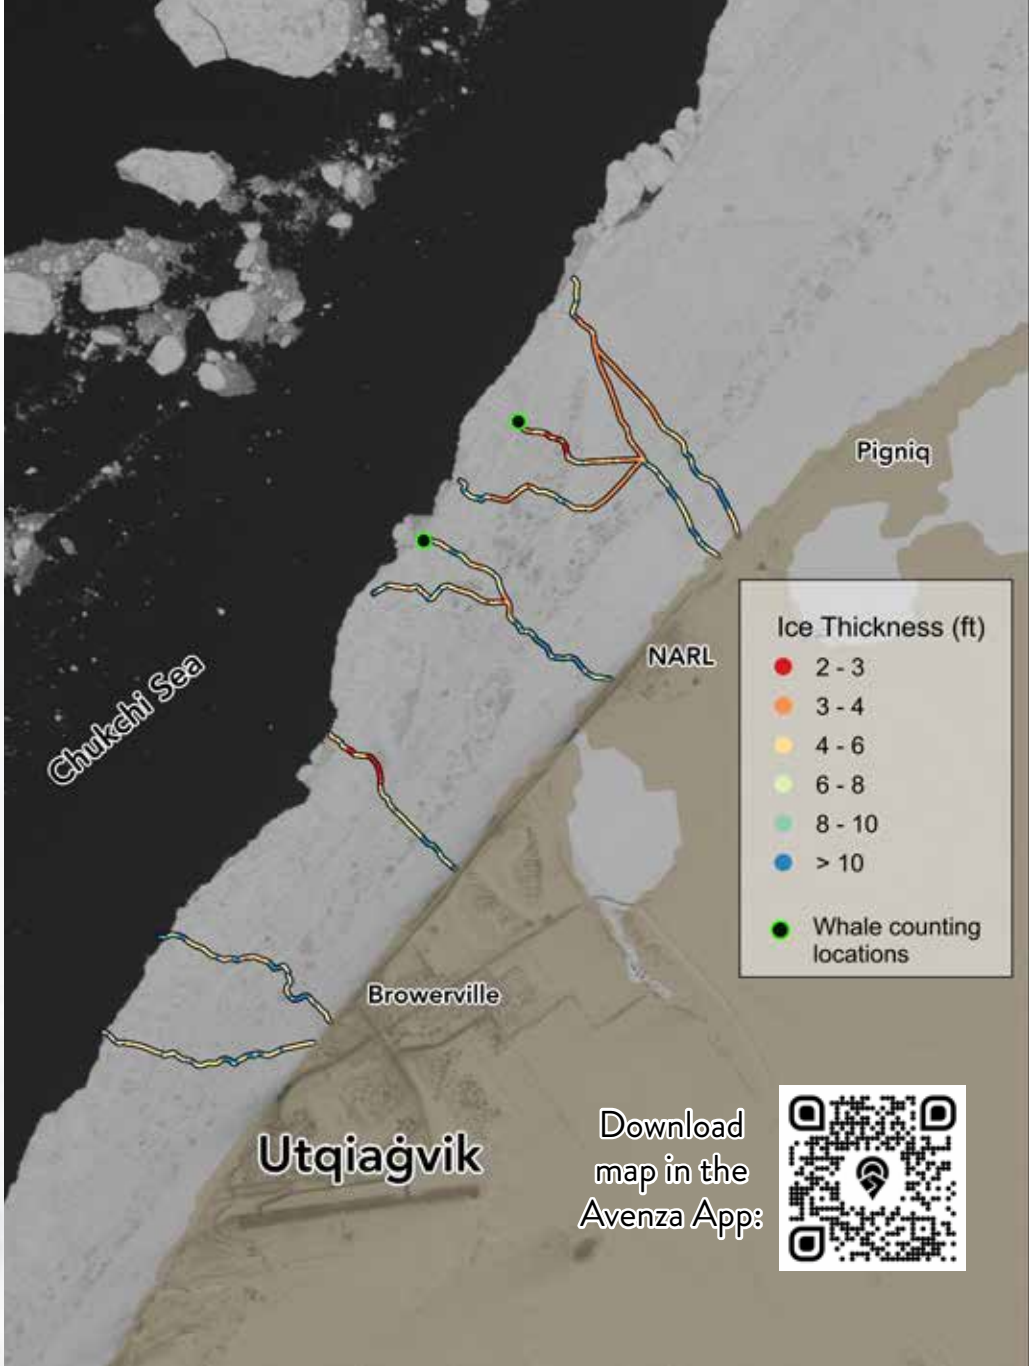 Pigniq
Ice Thickness (ft)
2 - 3
3 - 4
4 - 6
6 - 8
8 - 10
> 10
Whale counting
locations
NARL
Chukchi Sea
Browerville
Utqiaġvik
Download
map in the
Avenza App: